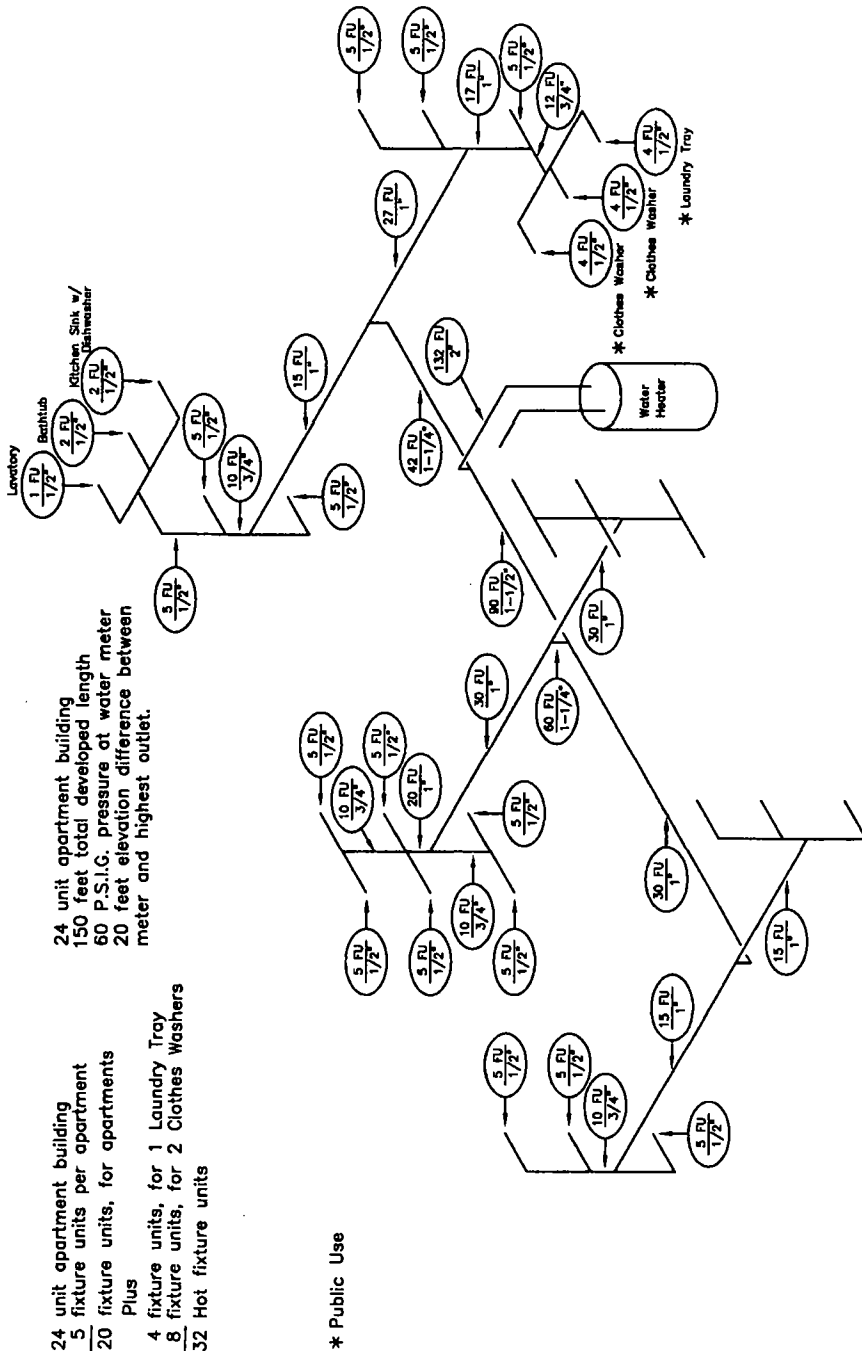 24 unit apartment building
5 fixture units per apartment
20 fixture units, for apartments
Plus
4 fixture units, for 1 Laundry Tray
8 fixture units, for 2 Clothes Washers
32 Hot fixture units
* Public Use
24 unit apartment building
150 feet total developed length
60 P.S.I.G. pressure at water meter
20 feet elevation difference between
meter and highest outlet.
Lavatory
1 FU
1/2"
Bathtub
2 FU
1/2"
Kitchen Sink w/
Dishwasher
2 FU
1/2"
5 FU
1/2"
5 FU
1/2"
10 FU
3/4"
5 FU
1/2"
15 FU
1"
27 FU
1"
5 FU
1/2"
5 FU
1/2"
17 FU
1"
5 FU
1/2"
12 FU
3/4"
4 FU
1/2"
* Clothes Washer
4 FU
1/2"
* Clothes Washer
4 FU
1/2"
* Laundry Tray
42 FU
1-1/4"
132 FU
2"
Water
Heater
90 FU
1-1/2"
30 FU
1"
60 FU
1-1/4"
30 FU
1"
5 FU
1/2"
10 FU
3/4"
5 FU
1/2"
20 FU
1"
5 FU
1/2"
5 FU
1/2"
5 FU
1/2"
10 FU
3/4"
5 FU
1/2"
30 FU
1"
15 FU
1"
15 FU
1"
5 FU
1/2"
5 FU
1/2"
10 FU
3/4"
5 FU
1/2"